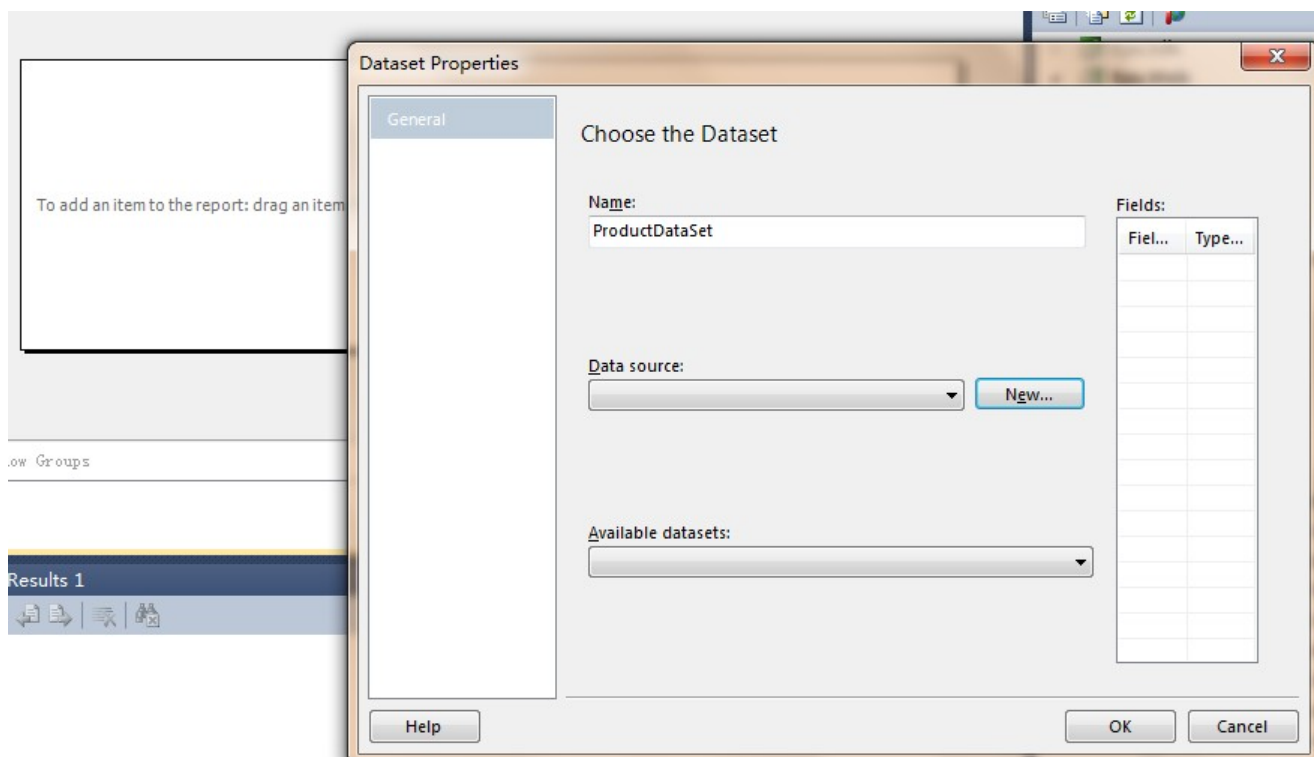 Dataset Properties
General
Choose the Dataset
To add an item to the report: drag an item
Name:
ProductDataSet
Fields:
Fiel...
Type...
Data source:
New...
ow Groups
Available datasets:
Results 1
Help
OK
Cancel